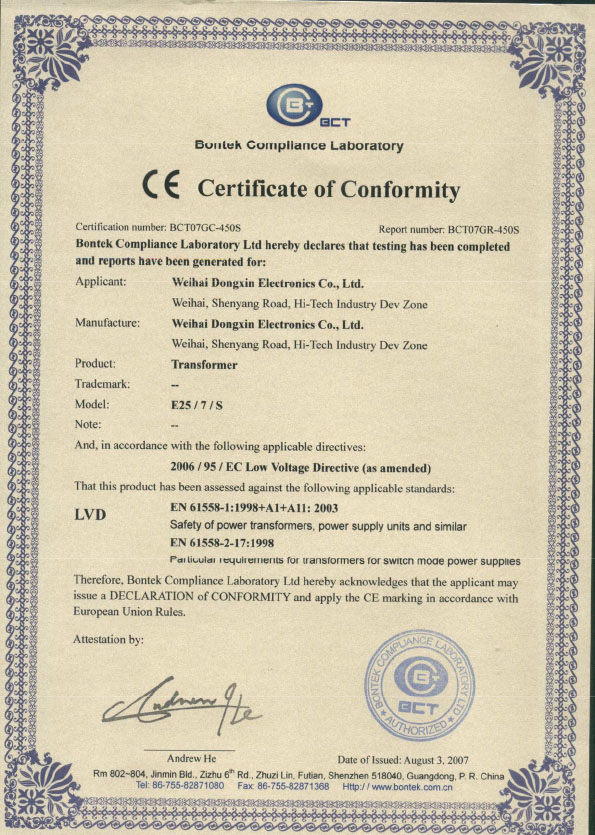 BCT
Bontek Compliance Laboratory
CE Certificate of Conformity
Certification number: BCT07GC-450S Report number: BCT07GR-450S
Bontek Compliance Laboratory Ltd hereby declares that testing has been completed
and reports have been generated for:
Applicant: Weihai Dongxin Electronics Co., Ltd.
Weihai, Shenyang Road, Hi-Tech Industry Dev Zone
Manufacture: Weihai Dongxin Electronics Co., Ltd.
Weihai, Shenyang Road, Hi-Tech Industry Dev Zone
Product: Transformer
Trademark: --
Model: E25 / 7 / S
Note: --
And, in accordance with the following applicable directives:
2006 / 95 / EC Low Voltage Directive (as amended)
That this product has been assessed against the following applicable standards:
LVD EN 61558-1:1998+A1+A11: 2003
Safety of power transformers, power supply units and similar
EN 61558-2-17:1998
Particular requirements for transformers for switch mode power supplies
Therefore, Bontek Compliance Laboratory Ltd hereby acknowledges that the applicant may
issue a DECLARATION of CONFORMITY and apply the CE marking in accordance with
European Union Rules.
Attestation by:
BONTEK COMPLIANCE LABORATORY LTD
BCT
AUTHORIZED
Andrew He
Andrew He Date of Issued: August 3, 2007
Rm 802~804, Jinmin Bld., Zizhu 6th Rd., Zhuzi Lin, Futian, Shenzhen 518040, Guangdong, P. R. China
Tel: 86-755-82871080 Fax: 86-755-82871368 Http://www.bontek.com.cn